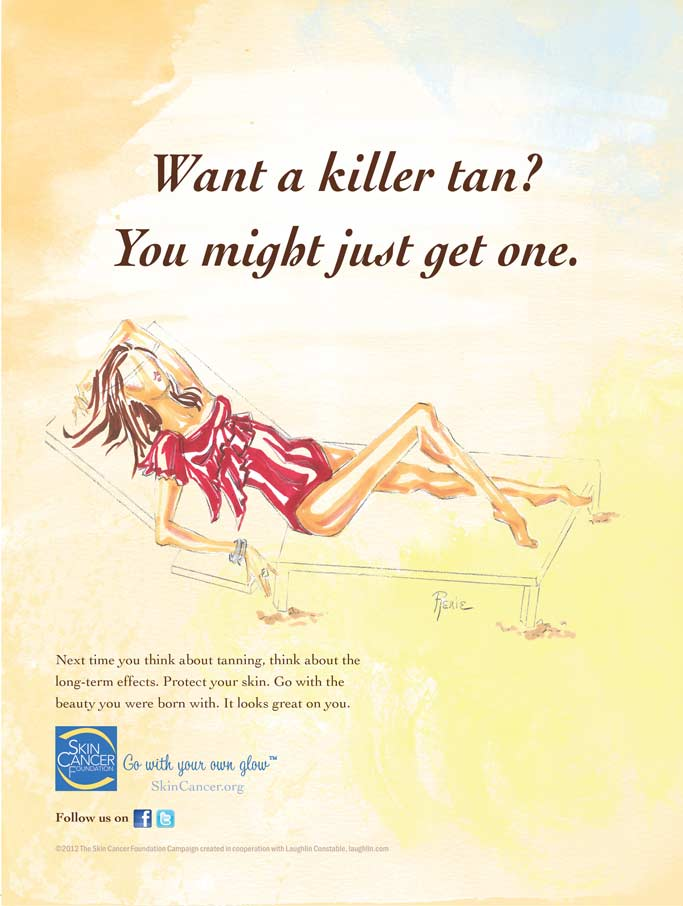 Want a killer tan?
You might just get one.
RENIE
Next time you think about tanning, think about the
long-term effects. Protect your skin. Go with the
beauty you were born with. It looks great on you.
SKIN
CANCER
FOUNDATION
Go with your own glow™
SkinCancer.org
Follow us on
©2012 The Skin Cancer Foundation Campaign created in cooperation with Laughlin Constable, laughlin.com